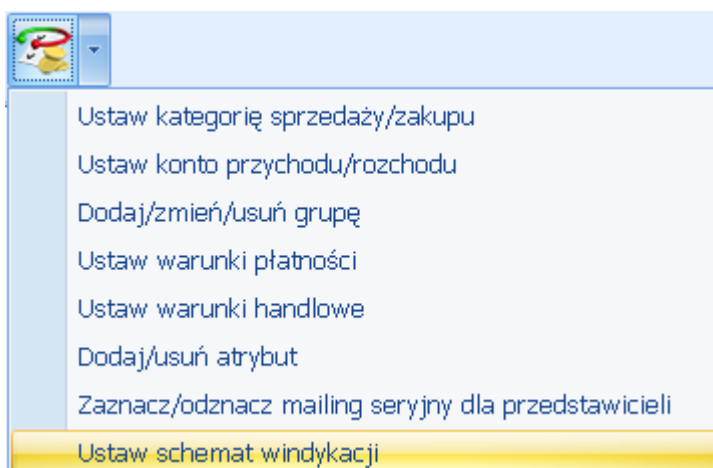 Ustaw kategorię sprzedaży/zakupu
Ustaw konto przychodu/rozchodu
Dodaj/zmień/usuń grupę
Ustaw warunki płatności
Ustaw warunki handlowe
Dodaj/usuń atrybut
Zaznacz/odznacz mailing seryjny dla przedstawicieli
Ustaw schemat windykacji